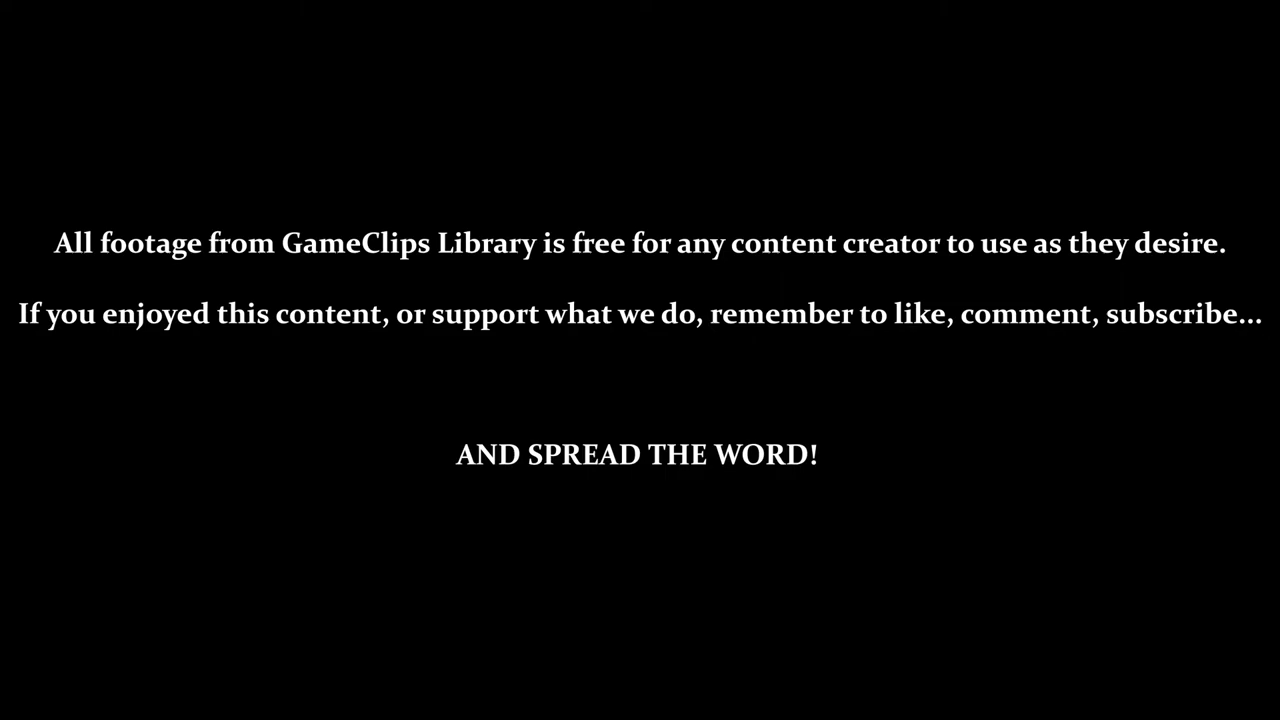 All footage from GameClips Library is free for any content creator to use as they desire.
If you enjoyed this content, or support what we do, remember to like, comment, subscribe...
AND SPREAD THE WORD!